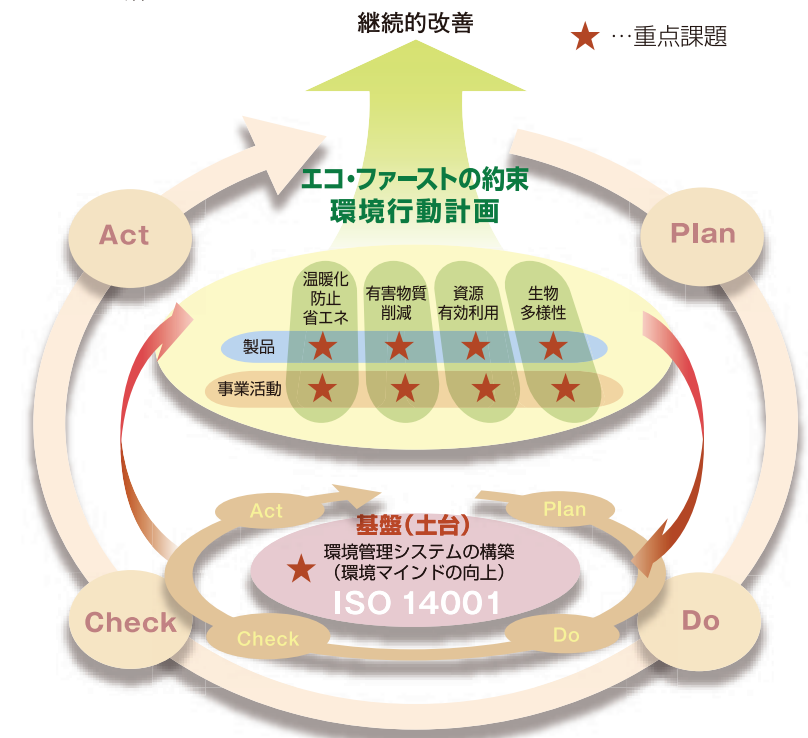 継続的改善
★ …重点課題
エコ・ファーストの約束
環境行動計画
Act
Plan
温暖化
防止
省エネ
有害物質
削減
資源
有効利用
生物
多様性
製品
事業活動
Act
Plan
基盤(土台)
★ 環境管理システムの構築
(環境マインドの向上)
ISO 14001
Check
Do
Check
Do